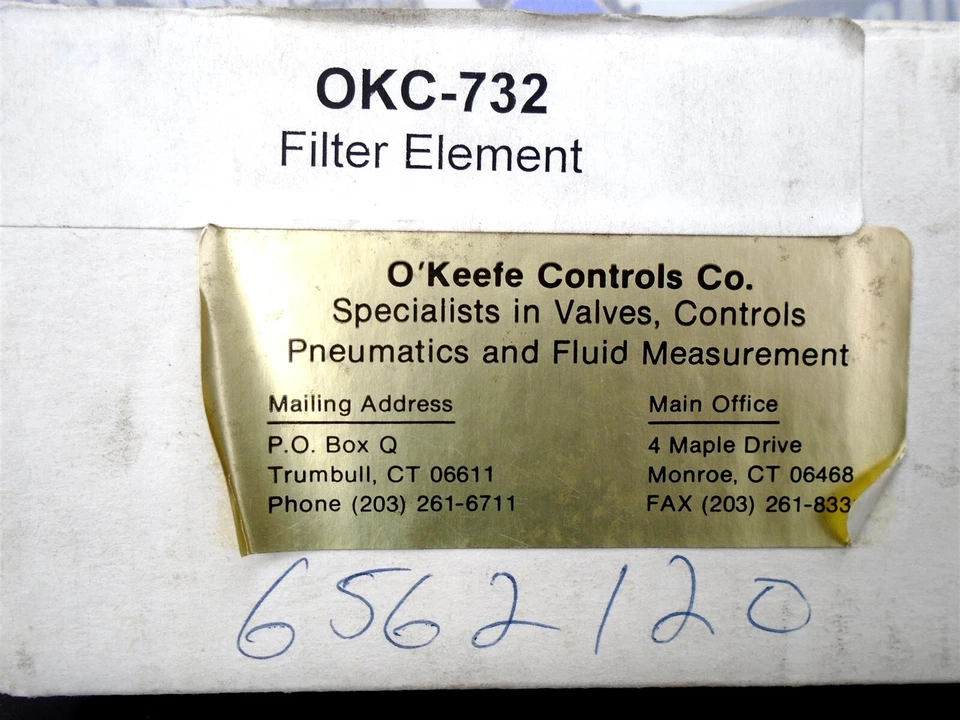 OKC-732
Filter Element
O'Keefe Controls Co.
Specialists in Valves, Controls
Pneumatics and Fluid Measurement
Mailing Address
P.O. Box Q
Trumbull, CT 06611
Phone (203) 261-6711
Main Office
4 Maple Drive
Monroe, CT 06468
FAX (203) 261-833
6562120